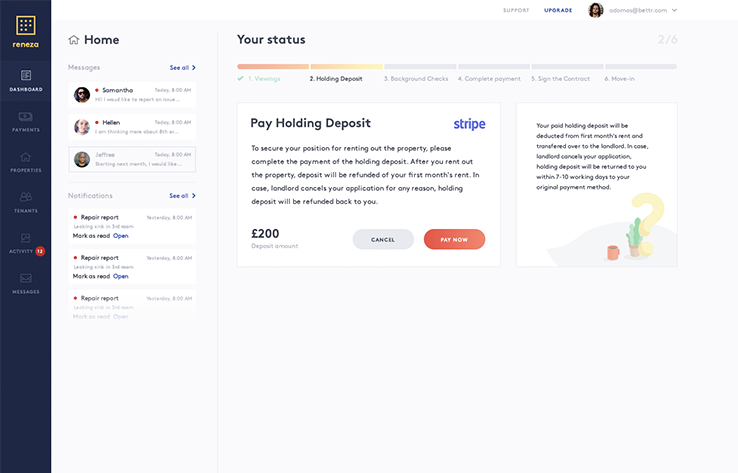 SUPPORT
UPGRADE
adamas@bettr.com
reneza
DASHBOARD
PAYMENTS
PROPERTIES
TENANTS
ACTIVITY 12
MESSAGES
Home
Messages
See all
Samantha
Today, 8:00 AM
Hi! I would like to report an issue...
Hellen
Today, 8:00 AM
I am thinking more about 8th av...
Jeffree
Today, 8:00 AM
Starting next month, I would like...
Notifications
See all
Repair report
Yesterday, 8:00 AM
Leaking sink in 3rd room
Mark as read Open
Repair report
Yesterday, 8:00 AM
Leaking sink in 3rd room
Mark as read Open
Repair report
Yesterday, 8:00 AM
Leaking sink in 3rd room
Mark as read Open
Your status
2/6
1. Viewings
2. Holding Deposit
3. Background Checks
4. Complete payment
5. Sign the Contract
6. Move-in
Pay Holding Deposit
stripe
To secure your position for renting out the property, please
complete the payment of the holding deposit. After you rent out
the property, deposit will be refunded of your first month's rent. In
case, landlord cancels your application for any reason, holding
deposit will be refunded back to you.
£200
Deposit amount
CANCEL
PAY NOW
Your paid holding deposit will be
deducted from first month's rent and
transfered over to the landlord. In case,
landlord cancels your application,
holding deposit will be returned to you
within 7-10 working days to your
original payment method.
?